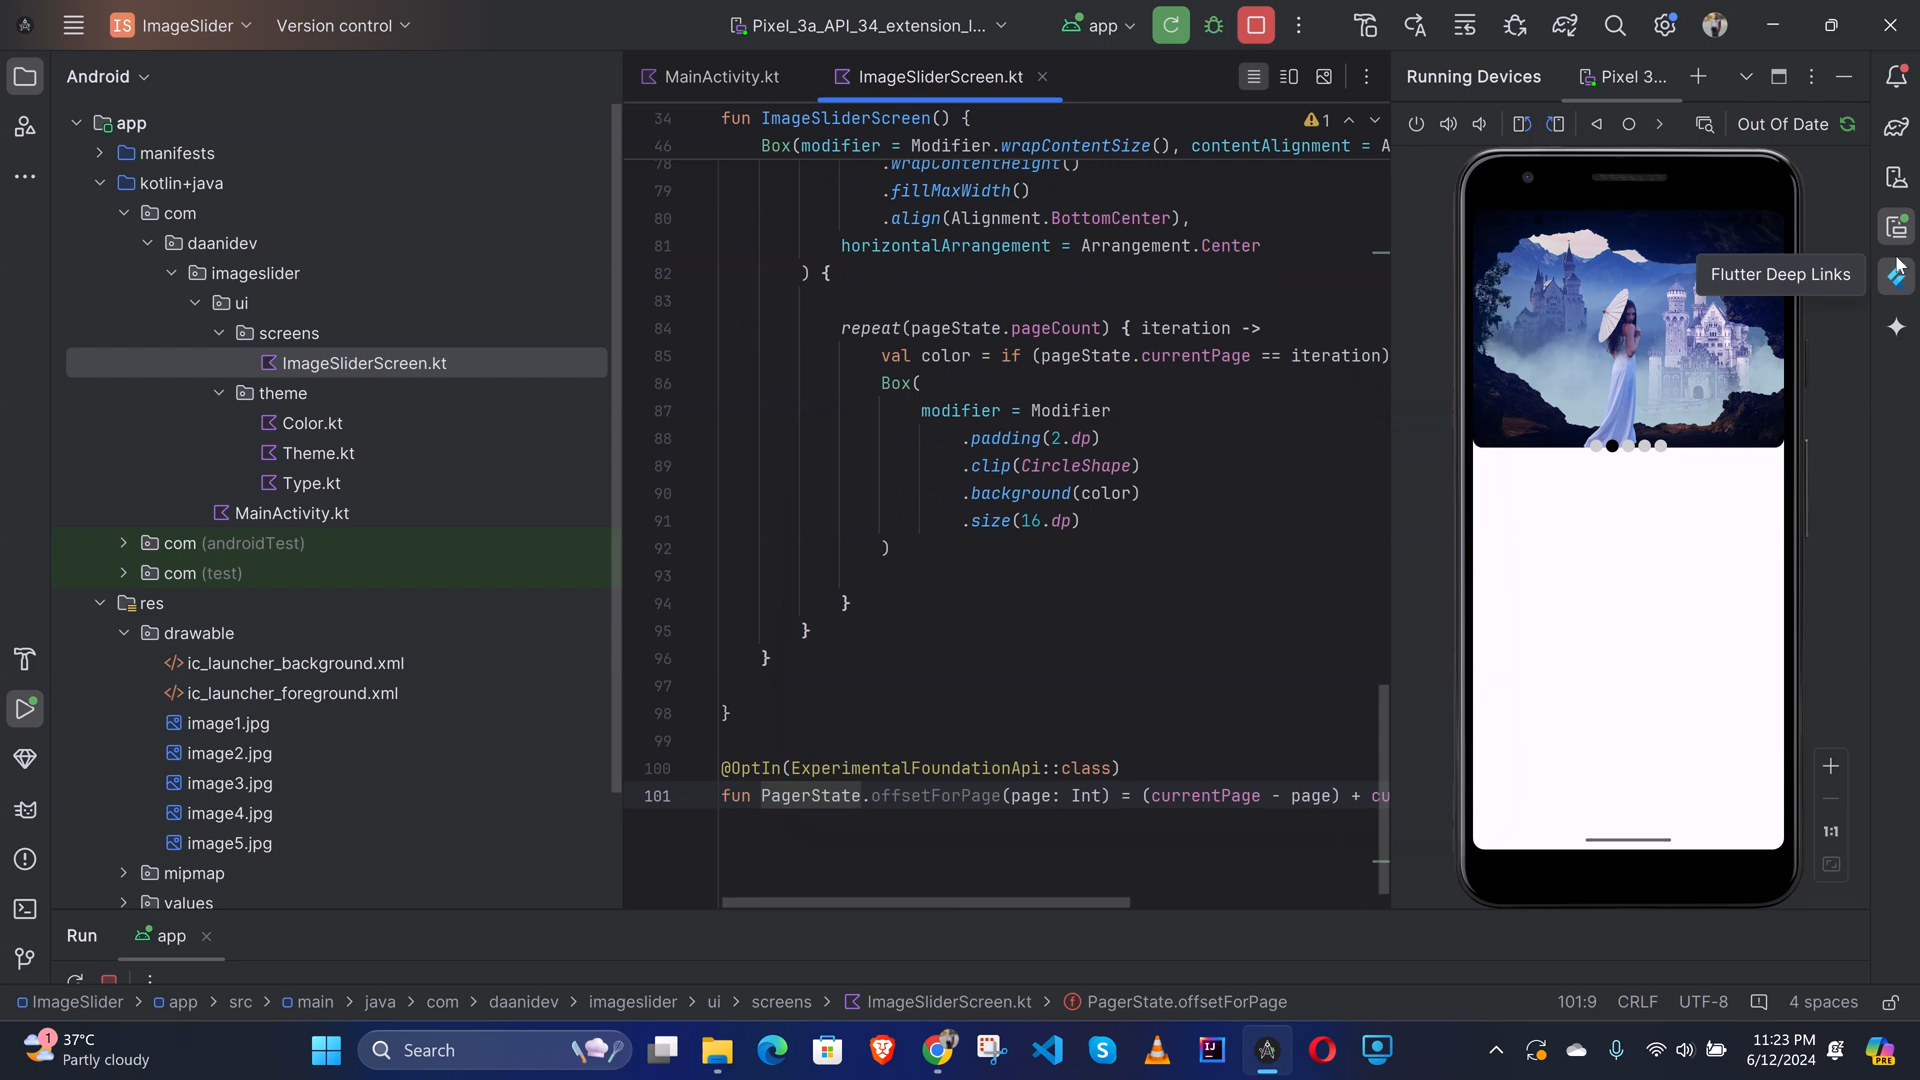 IS ImageSlider Version control Pixel_3a_API_34_extension_l... app
Android
MainActivity.kt ImageSliderScreen.kt
Running Devices Pixel 3...
Out Of Date
app
manifests
kotlin+java
com
daanidev
imageslider
ui
screens
ImageSliderScreen.kt
theme
Color.kt
Theme.kt
Type.kt
MainActivity.kt
com (androidTest)
com (test)
res
drawable
ic_launcher_background.xml
ic_launcher_foreground.xml
image1.jpg
image2.jpg
image3.jpg
image4.jpg
image5.jpg
mipmap
values
34 fun ImageSliderScreen() { 1
46 Box(modifier = Modifier.wrapContentSize(), contentAlignment = A
78 .wrapContentHeight()
79 .fillMaxWidth()
80 .align(Alignment.BottomCenter),
81 horizontalArrangement = Arrangement.Center
82 ) {
83
84 repeat(pageState.pageCount) { iteration ->
85 val color = if (pageState.currentPage == iteration)
86 Box(
87 modifier = Modifier
88 .padding(2.dp)
89 .clip(CircleShape)
90 .background(color)
91 .size(16.dp)
92 )
93
94 }
95 }
96 }
97
98 }
99
100 @OptIn(ExperimentalFoundationApi::class)
101 fun PagerState.offsetForPage(page: Int) = (currentPage - page) + cu
Flutter Deep Links
1:1
Run app
ImageSlider > app > src > main > java > com > daanidev > imageslider > ui > screens > ImageSliderScreen.kt > PagerState.offsetForPage 101:9 CRLF UTF-8 4 spaces
1 37°C
Partly cloudy
Search
11:23 PM
6/12/2024
PRE